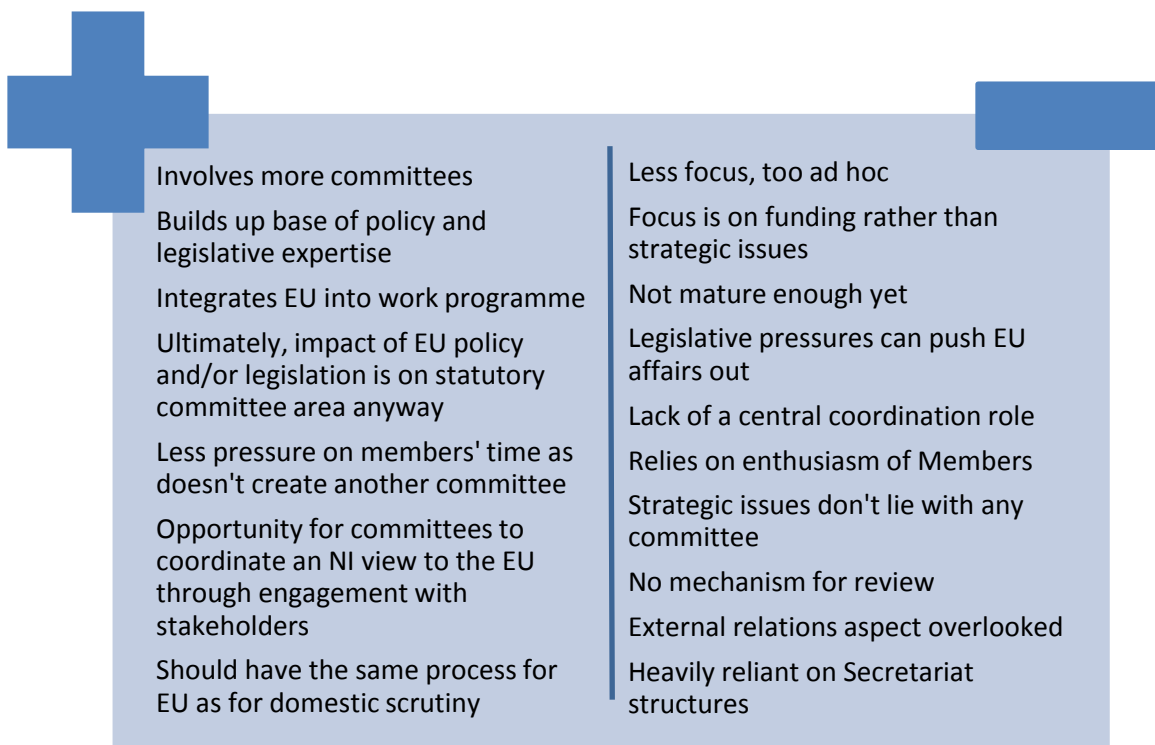 Involves more committees
Builds up base of policy and
legislative expertise
Integrates EU into work programme
Ultimately, impact of EU policy
and/or legislation is on statutory
committee area anyway
Less pressure on members' time as
doesn't create another committee
Opportunity for committees to
coordinate an NI view to the EU
through engagement with
stakeholders
Should have the same process for
EU as for domestic scrutiny
Less focus, too ad hoc
Focus is on funding rather than
strategic issues
Not mature enough yet
Legislative pressures can push EU
affairs out
Lack of a central coordination role
Relies on enthusiasm of Members
Strategic issues don't lie with any
committee
No mechanism for review
External relations aspect overlooked
Heavily reliant on Secretariat
structures